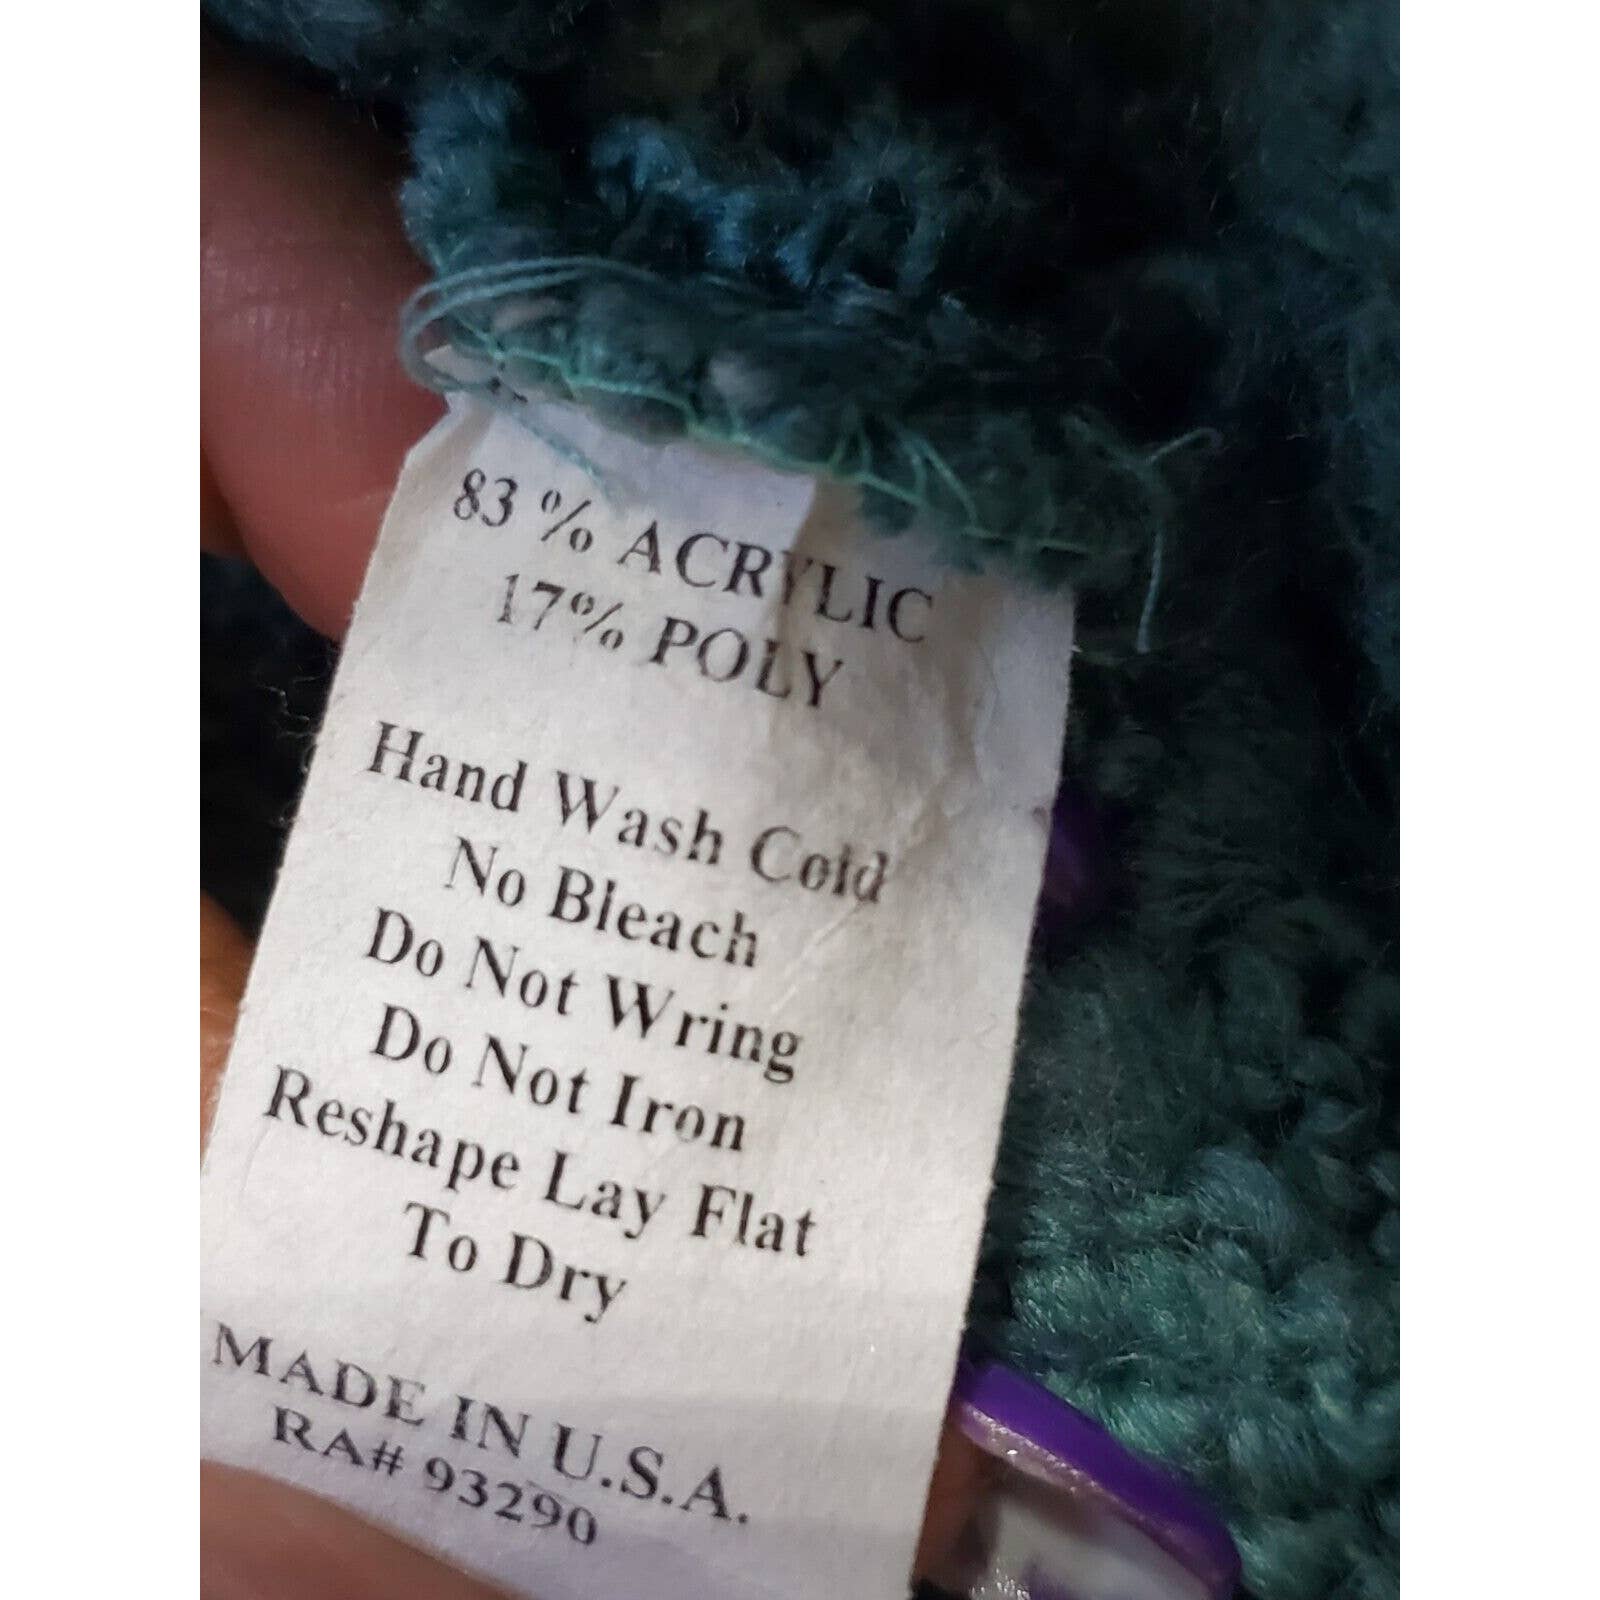 83 % ACRYLIC
17% POLY
Hand Wash Cold
No Bleach
Do Not Wring
Do Not Iron
Reshape Lay Flat
To Dry
MADE IN U.S.A.
RA# 93290